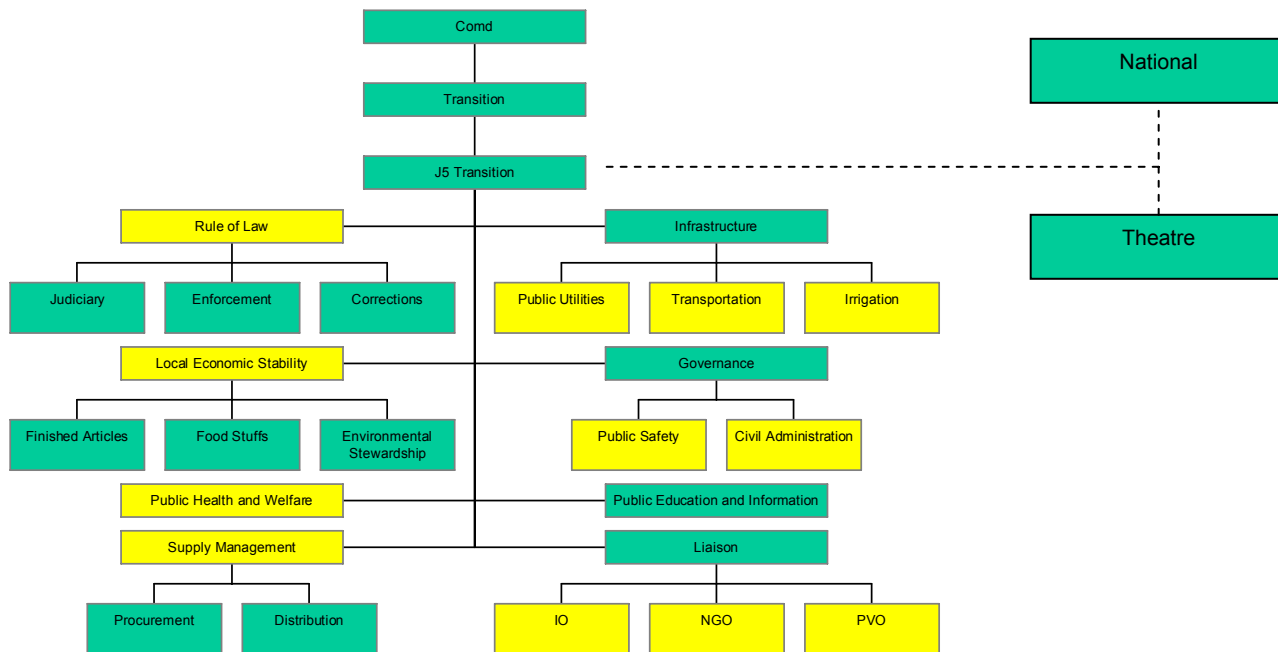 Comd
National
Transition
J5 Transition
Theatre
Rule of Law
Infrastructure
Judiciary
Enforcement
Corrections
Public Utilities
Transportation
Irrigation
Local Economic Stability
Governance
Finished Articles
Food Stuffs
Environmental
Stewardship
Public Safety
Civil Administration
Public Health and Welfare
Public Education and Information
Supply Management
Liaison
Procurement
Distribution
IO
NGO
PVO